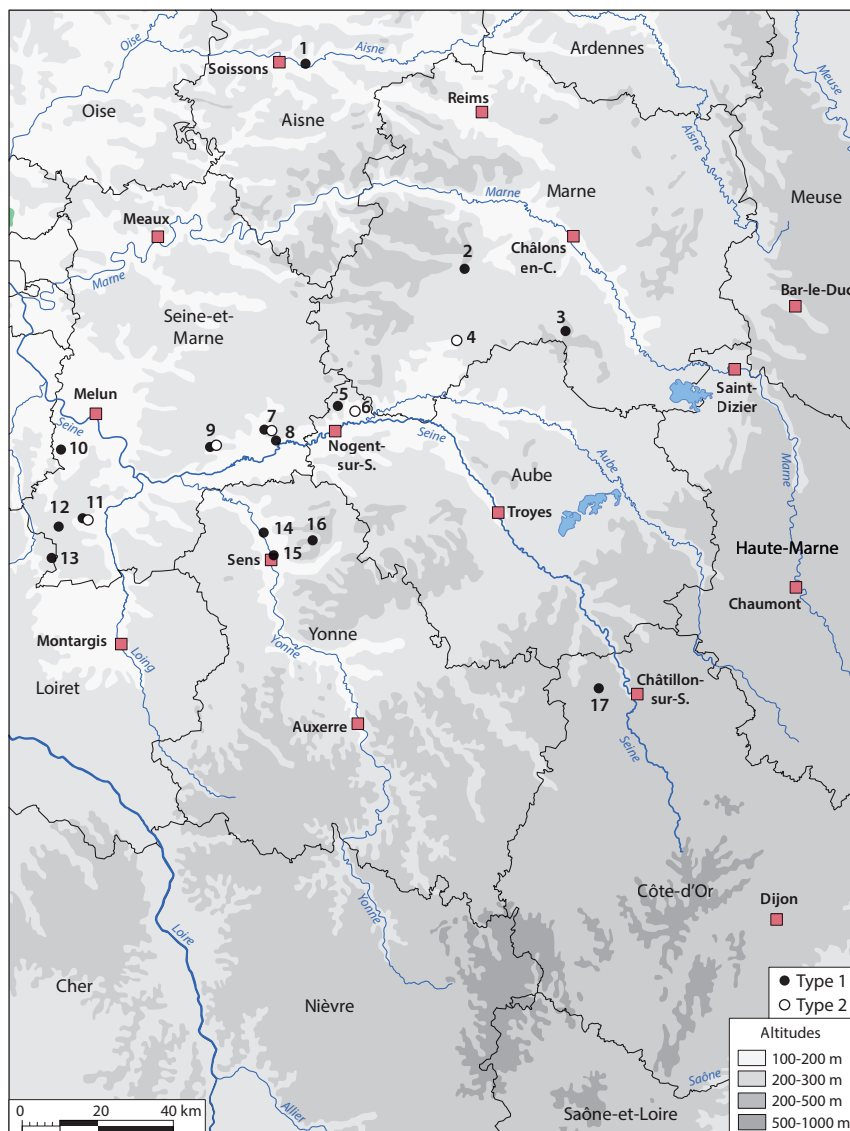 Oise
Aisne
Ardennes
1
Soissons
Meuse
Reims
Oise
Aisne
Aisne
Marne
Meuse
Marne
Meaux
Châlons
en-C.
2
Marne
Bar-le-Duc
Seine-et-
Marne
3
4
Saint-
Dizier
Melun
5
6
Seine
7
8
9
Nogent-
sur-S.
Seine
10
Aube
Aube
Marne
12
11
Troyes
14
16
13
15
Sens
Haute-Marne
Chaumont
Montargis
Yonne
Loing
Yonne
Loiret
Châtillon-
sur-S.
17
Auxerre
Seine
Côte-d'Or
Dijon
Yonne
Loire
Cher
Type 1
Nièvre
Type 2
Altitudes
100-200 m
Saône
200-300 m
200-500 m
0 20 40 km
Allier
Saône-et-Loire
500-1000 m